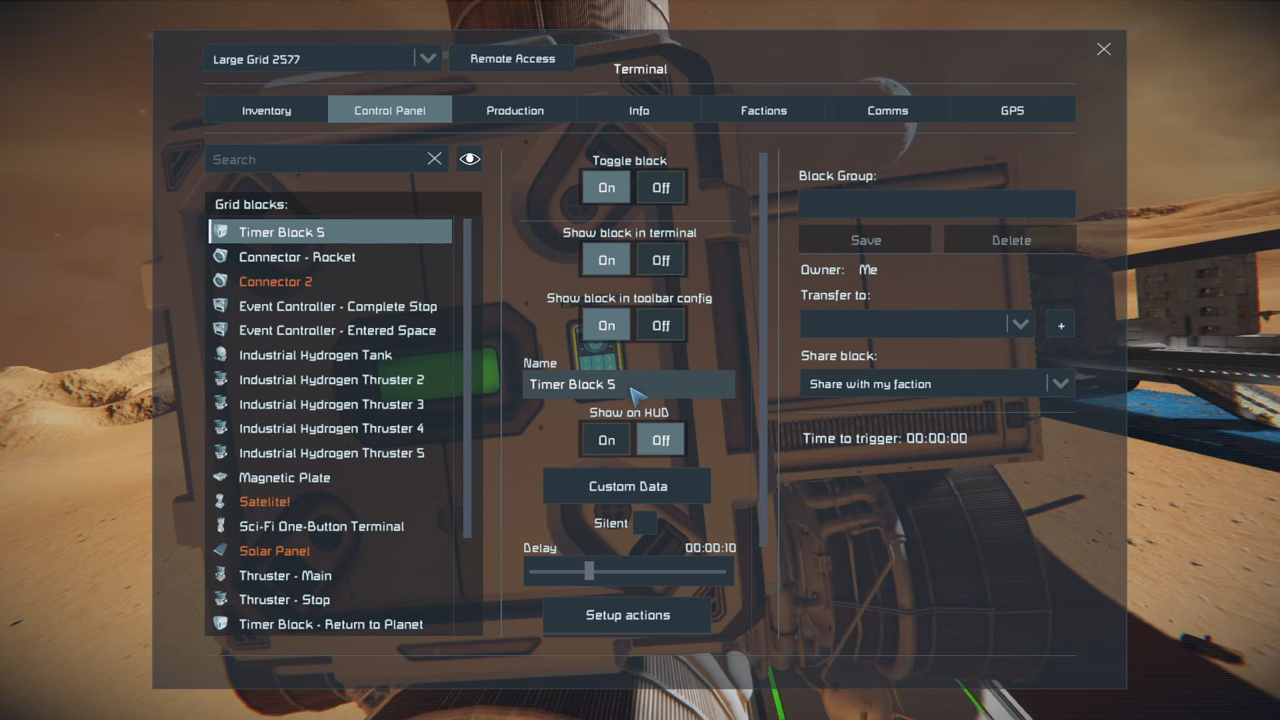 Large Grid 2577
Remote Access
Terminal
Inventory
Control Panel
Production
Info
Factions
Comms
GPS
Search
Grid blocks:
Timer Block 5
Connector - Rocket
Connector 2
Event Controller - Complete Stop
Event Controller - Entered Space
Industrial Hydrogen Tank
Industrial Hydrogen Thruster 2
Industrial Hydrogen Thruster 3
Industrial Hydrogen Thruster 4
Industrial Hydrogen Thruster 5
Magnetic Plate
Satelite!
Sci-Fi One-Button Terminal
Solar Panel
Thruster - Main
Thruster - Stop
Timer Block - Return to Planet
Toggle block
On Off
Show block in terminal
On Off
Show block in toolbar config
On Off
Name
Timer Block 5
Show on HUD
On Off
Custom Data
Silent
Delay 00:00:10
Setup actions
Block Group:
Save Delete
Owner: Me
Transfer to:
+
Share block:
Share with my faction
Time to trigger: 00:00:00